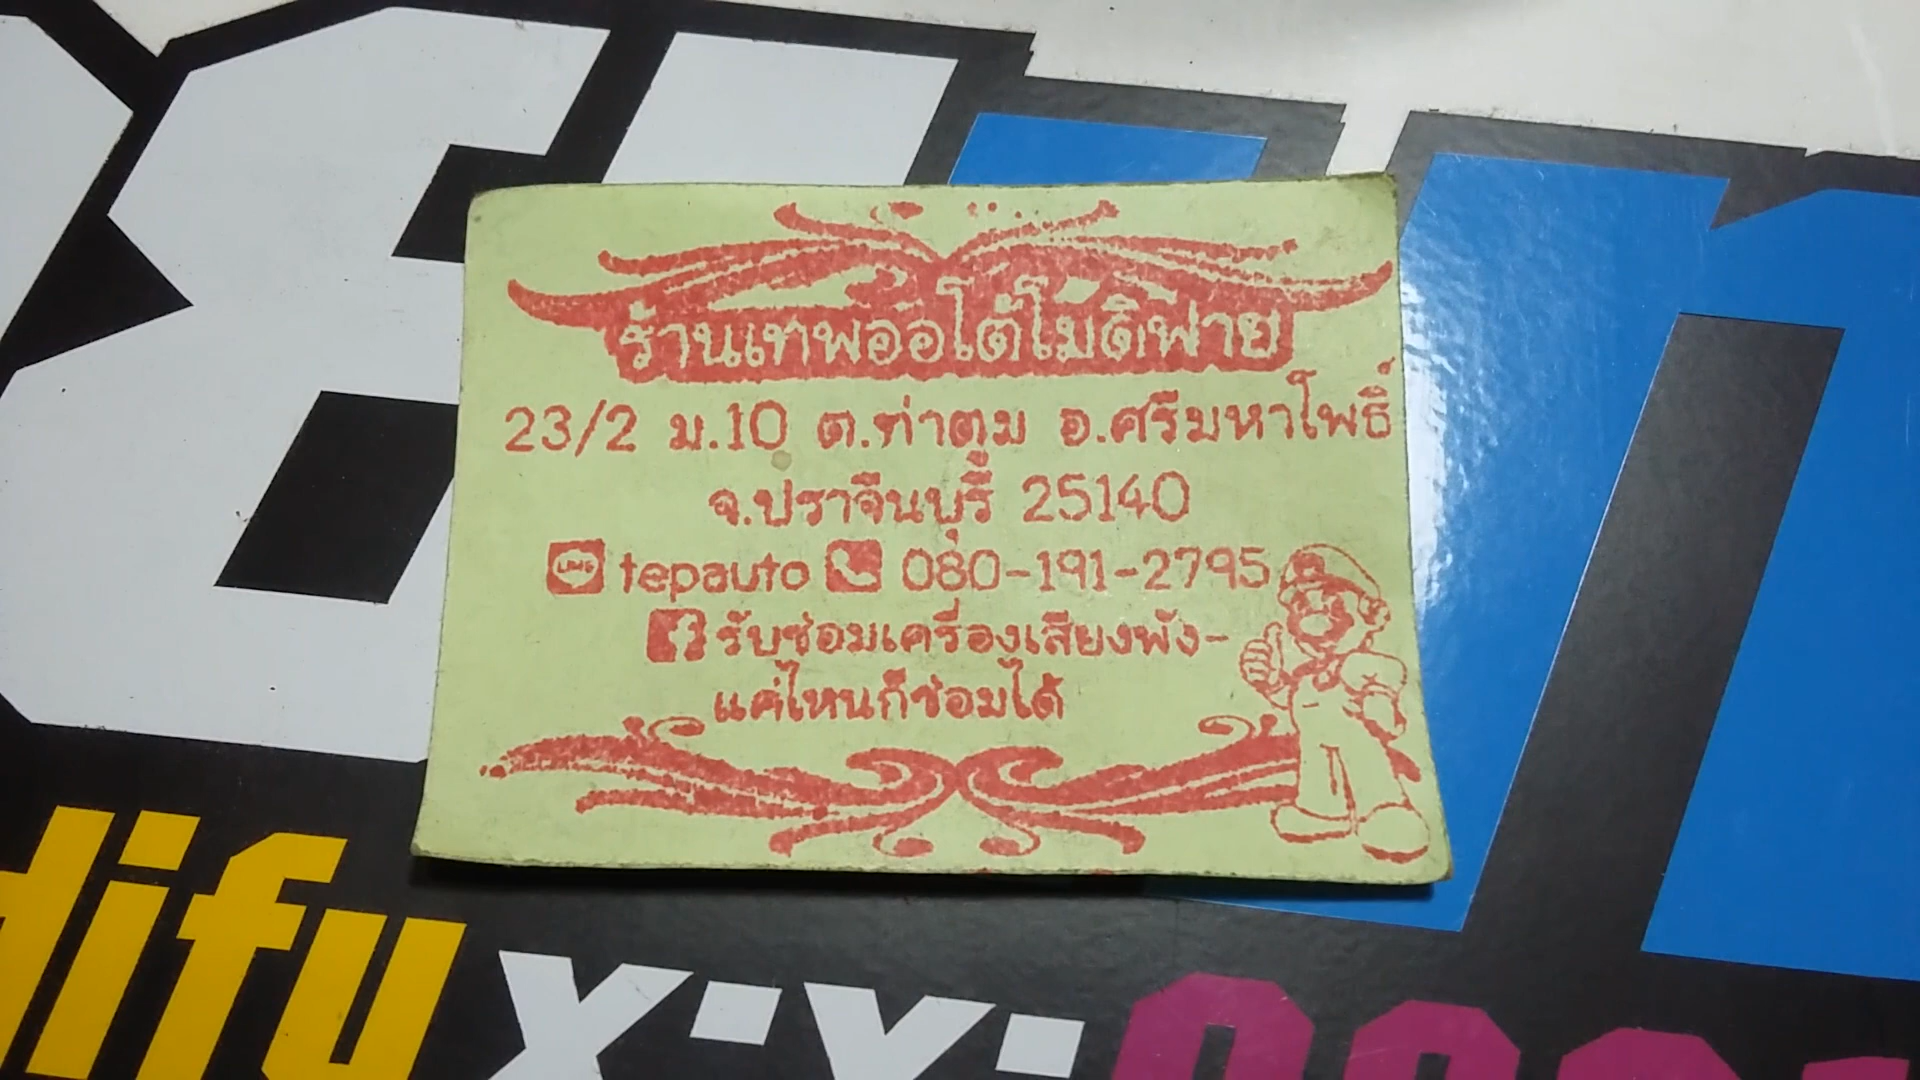 ร้านเทพออโต้โมดิฟาย
23/2 ม.10 ต.ท่าตูม อ.ศรีมหาโพธิ์
จ.ปราจีนบุรี 25140
LINE tepauto 080-191-2795
รับซ่อมเครื่องเสียงพัง-
แค่ไหนก็ซ่อมได้
dify